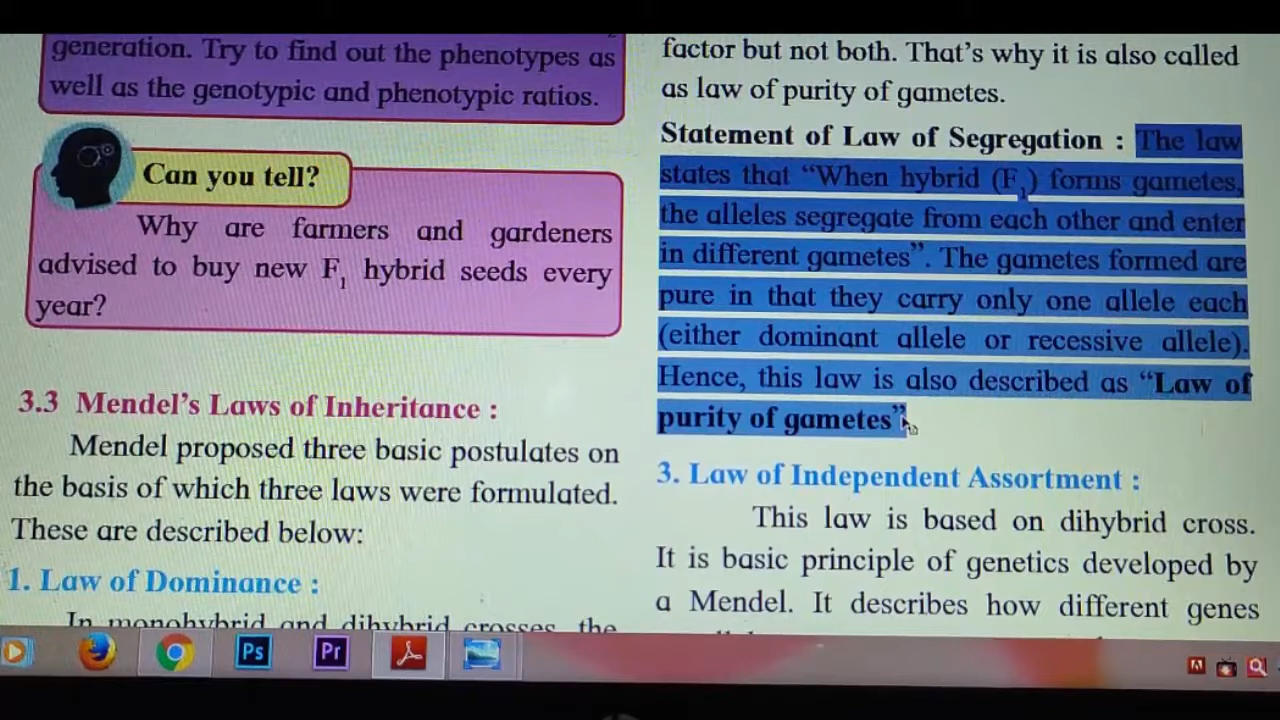 generation. Try to find out the phenotypes as
well as the genotypic and phenotypic ratios.
Can you tell?
Why are farmers and gardeners
advised to buy new F1 hybrid seeds every
year?
3.3 Mendel's Laws of Inheritance :
Mendel proposed three basic postulates on
the basis of which three laws were formulated.
These are described below:
1. Law of Dominance :
In monohybrid and dihybrid crosses, the
factor but not both. That's why it is also called
as law of purity of gametes.
Statement of Law of Segregation : The law
states that “When hybrid (F1) forms gametes,
the alleles segregate from each other and enter
in different gametes”. The gametes formed are
pure in that they carry only one allele each
(either dominant allele or recessive allele).
Hence, this law is also described as “Law of
purity of gametes”
3. Law of Independent Assortment :
This law is based on dihybrid cross.
It is basic principle of genetics developed by
a Mendel. It describes how different genes
Ps
Pr